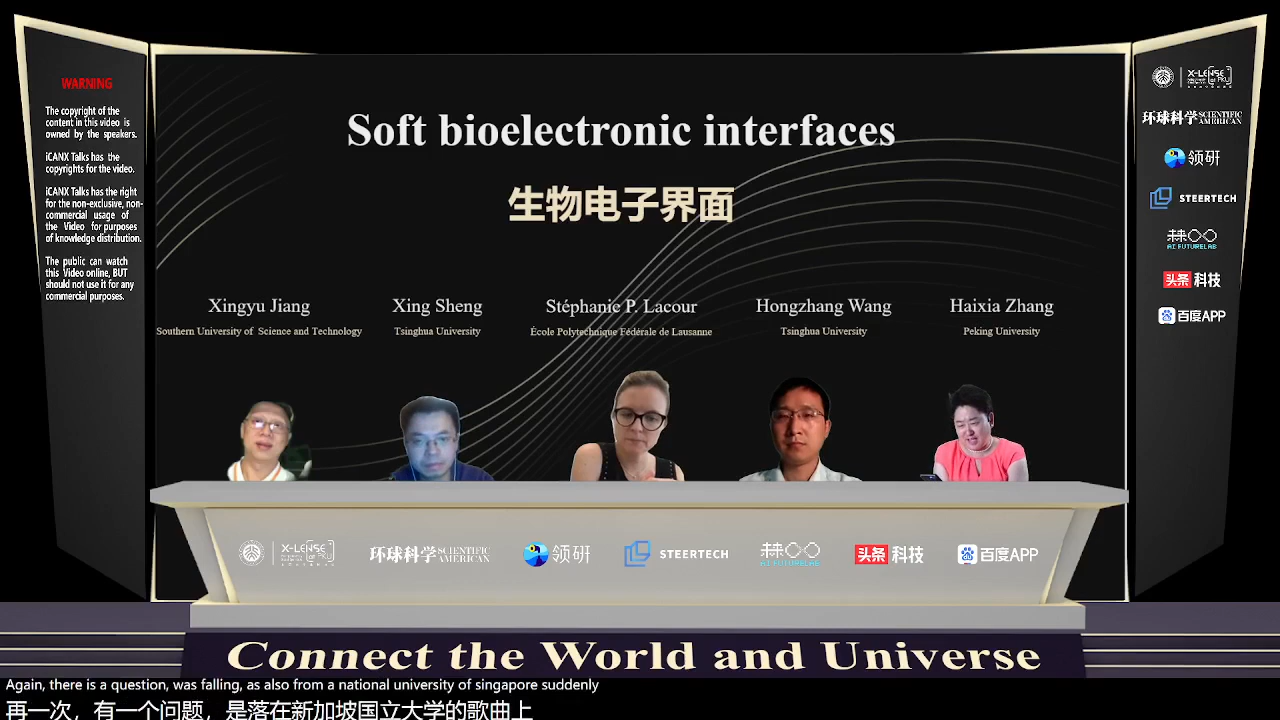 WARNING
The copyright of the
content in this video is
owned by the speakers.
iCANX Talks has the
copyrights for the video.
iCANX Talks has the right
for the non-exclusive, non-
commercial usage of
the Video for purposes
of knowledge distribution.
The public can watch
this Video online, BUT
should not use it for any
commercial purposes.
Soft bioelectronic interfaces
生物电子界面
Xingyu Jiang
Southern University of Science and Technology
Xing Sheng
Tsinghua University
Stéphanie P. Lacour
École Polytechnique Fédérale de Lausanne
Hongzhang Wang
Tsinghua University
Haixia Zhang
Peking University
X-LENSE
环球科学 SCIENTIFIC AMERICAN
领研
STEERTECH
AI FUTURELAB
头条科技
百度APP
X-LENSE
环球科学 SCIENTIFIC AMERICAN
领研
STEERTECH
AI FUTURELAB
头条科技
百度APP
Connect the World and Universe
Again, there is a question, was falling, as also from a national university of singapore suddenly
再一次，有一个问题，是落在新加坡国立大学的歌曲上